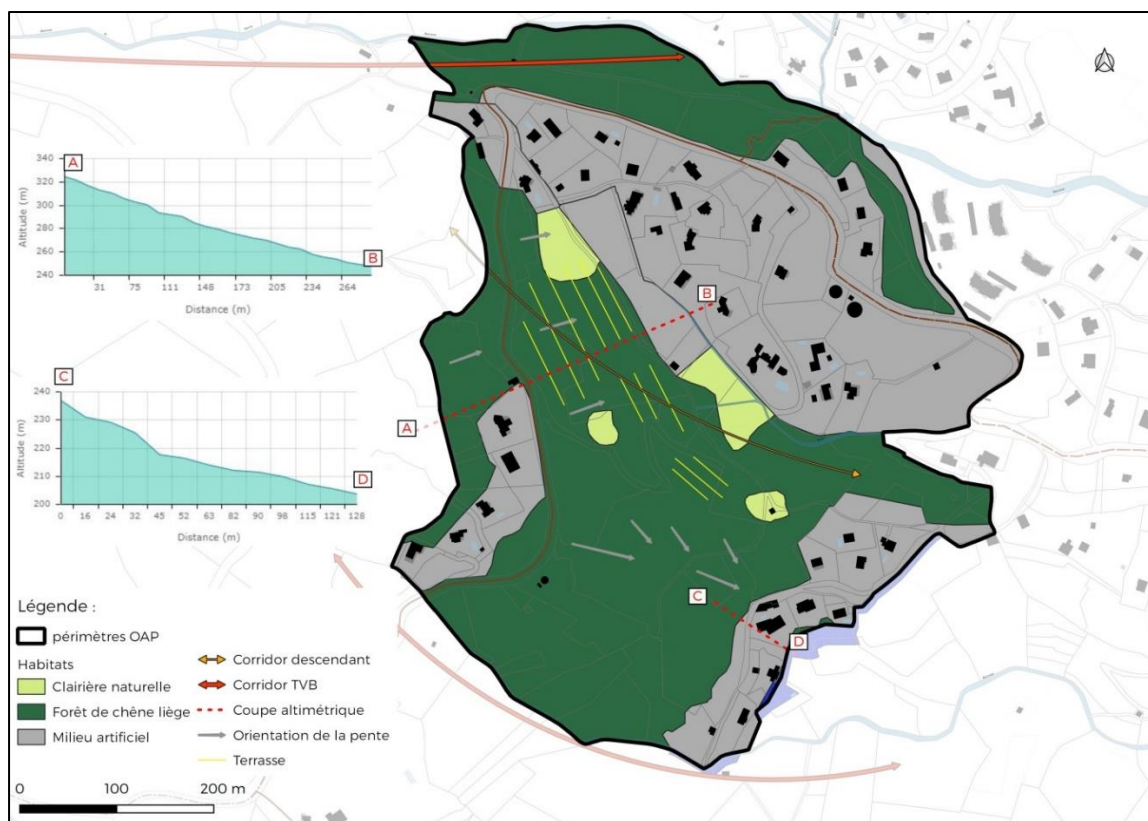 A
340
320
300
280
260
240
Altitude (m)
B
31 75 111 148 173 205 234 264
Distance (m)
C
240
230
220
210
200
Altitude (m)
D
0 16 24 32 45 52 63 82 90 98 115 121 128
Distance (m)
B
A
C
D
Légende :
périmètres OAP
Habitats
Clairière naturelle
Forêt de chêne liège
Milieu artificiel
Corridor descendant
Corridor TVB
Coupe altimétrique
Orientation de la pente
Terrasse
0 100 200 m